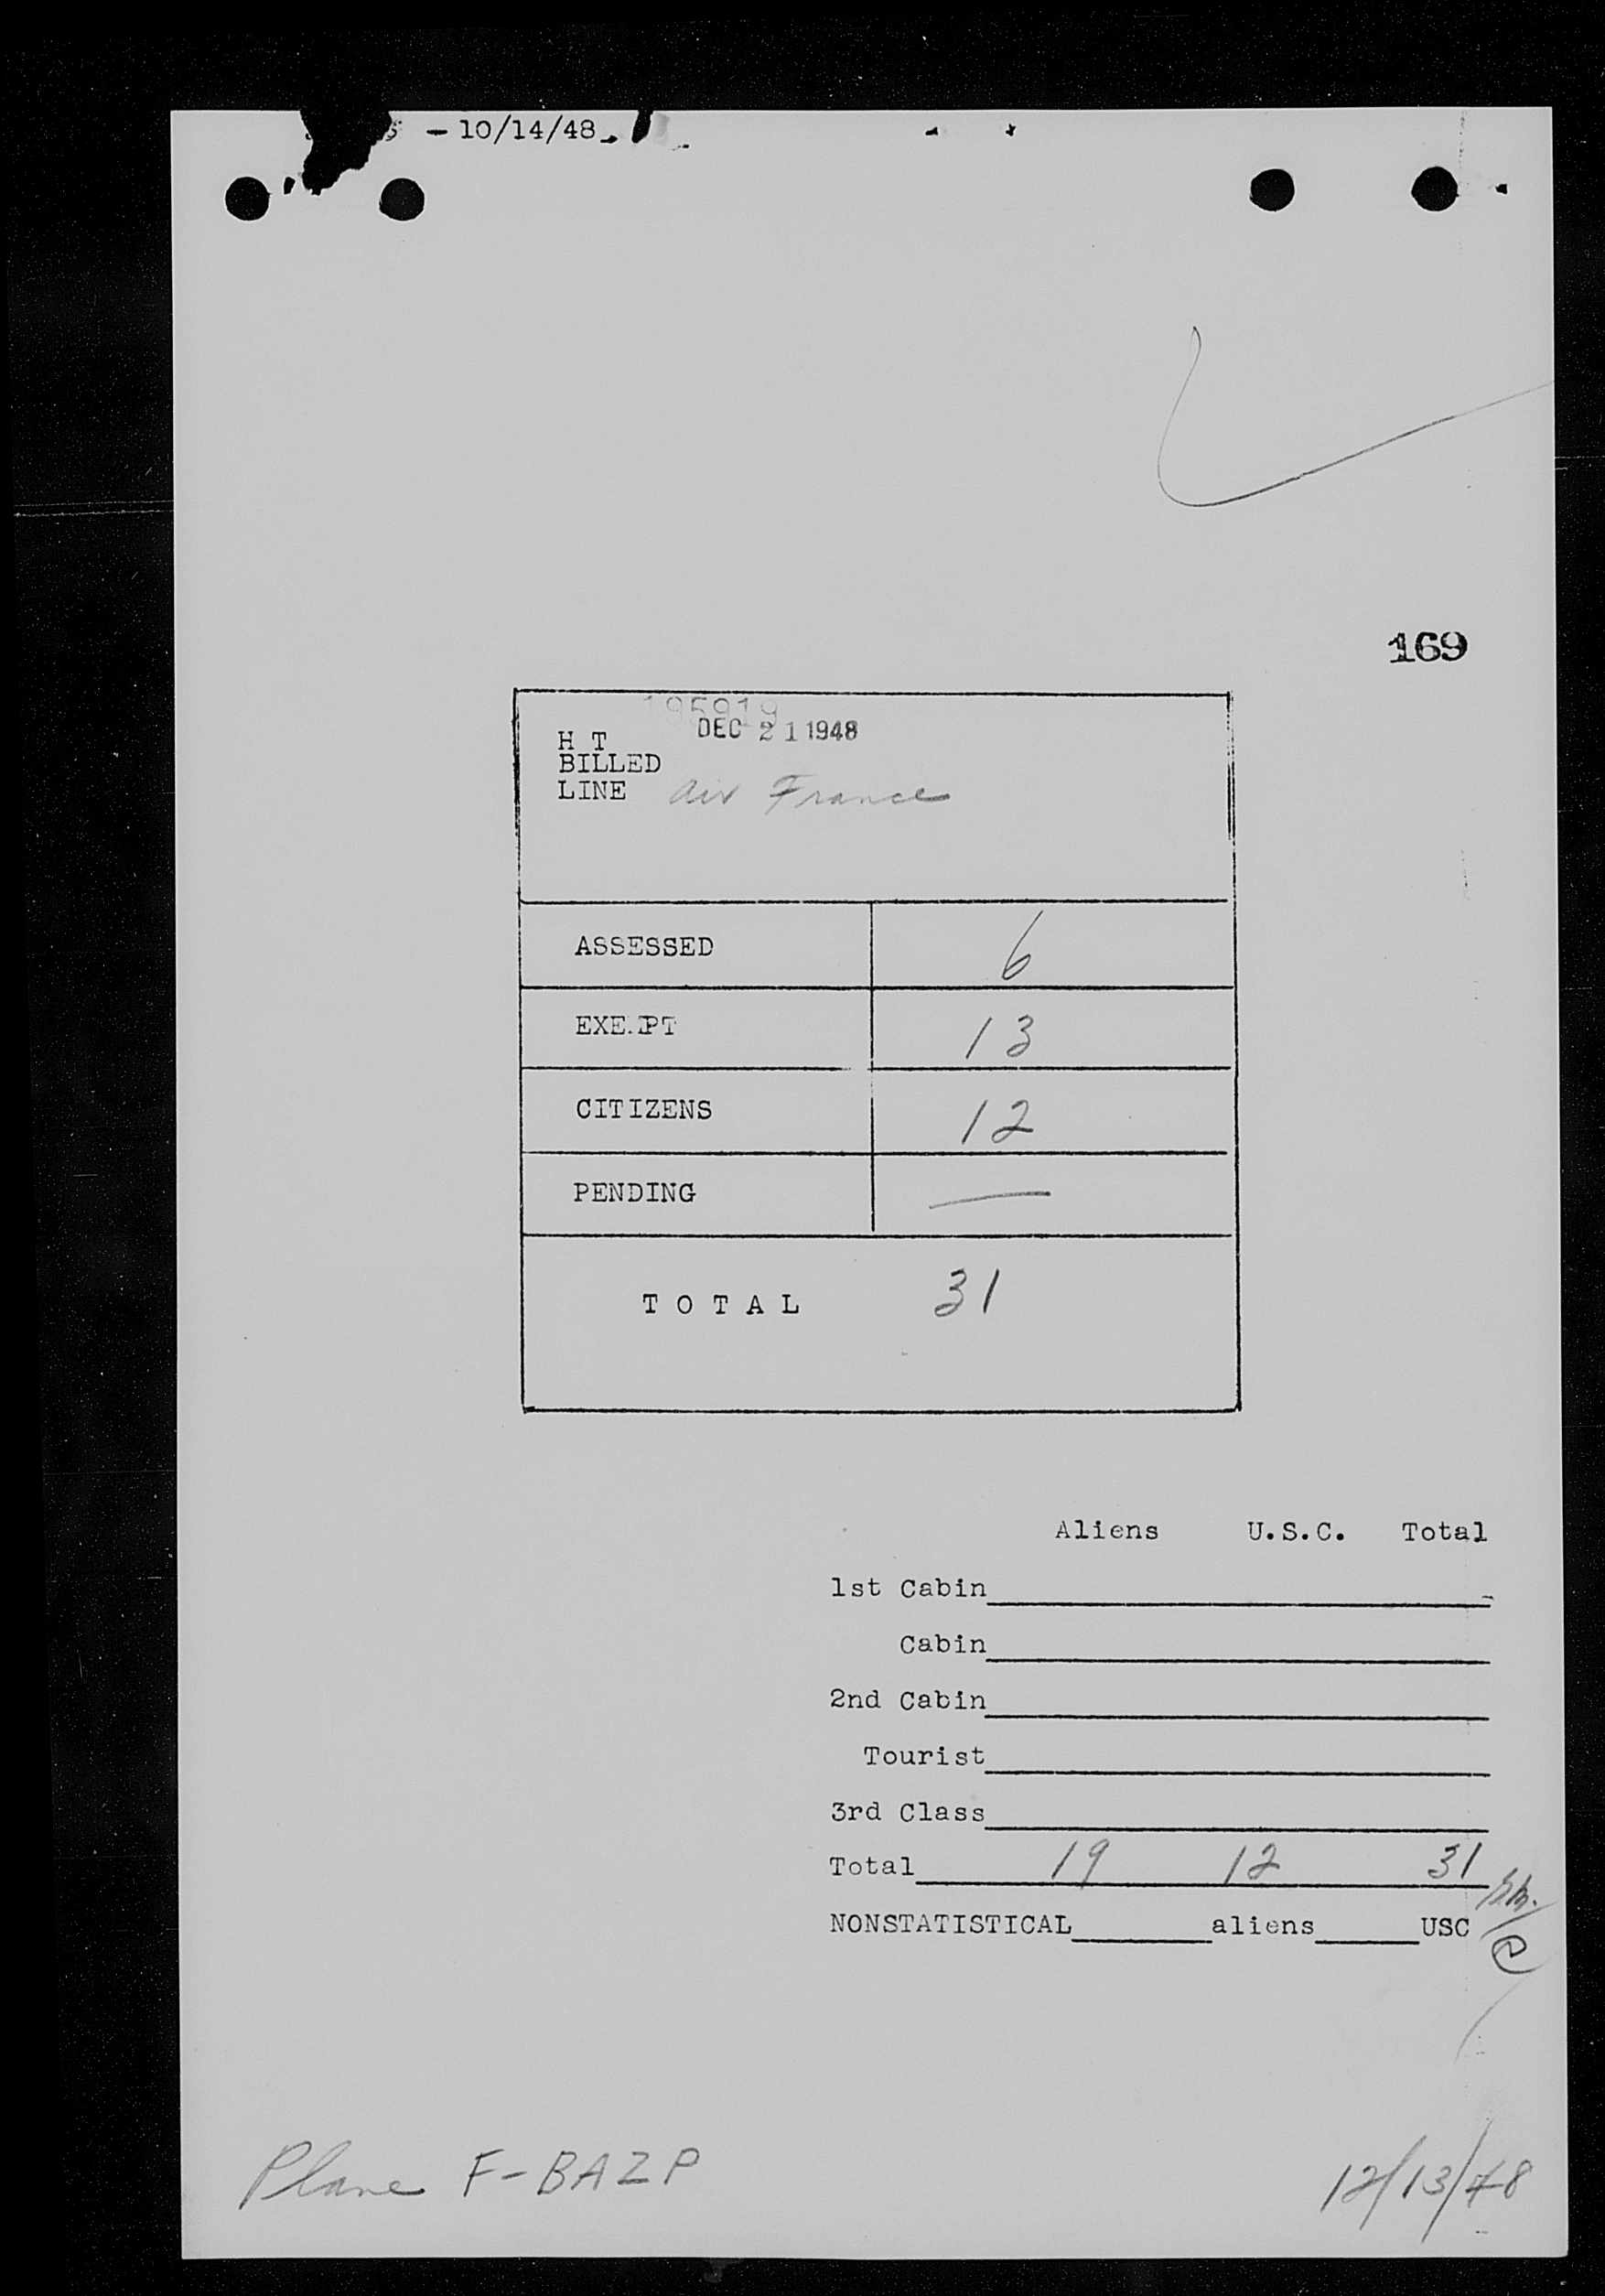 - 10/14/48
169
195919
DEC 21 1948
H T
BILLED
LINE Air France
ASSESSED 6
EXE.PT 13
CITIZENS 12
PENDING —
TOTAL 31
Aliens U.S.C. Total
1st Cabin
Cabin
2nd Cabin
Tourist
3rd Class
Total 19 12 31
NONSTATISTICAL aliens USC
Plane F-BAZP
12/13/48